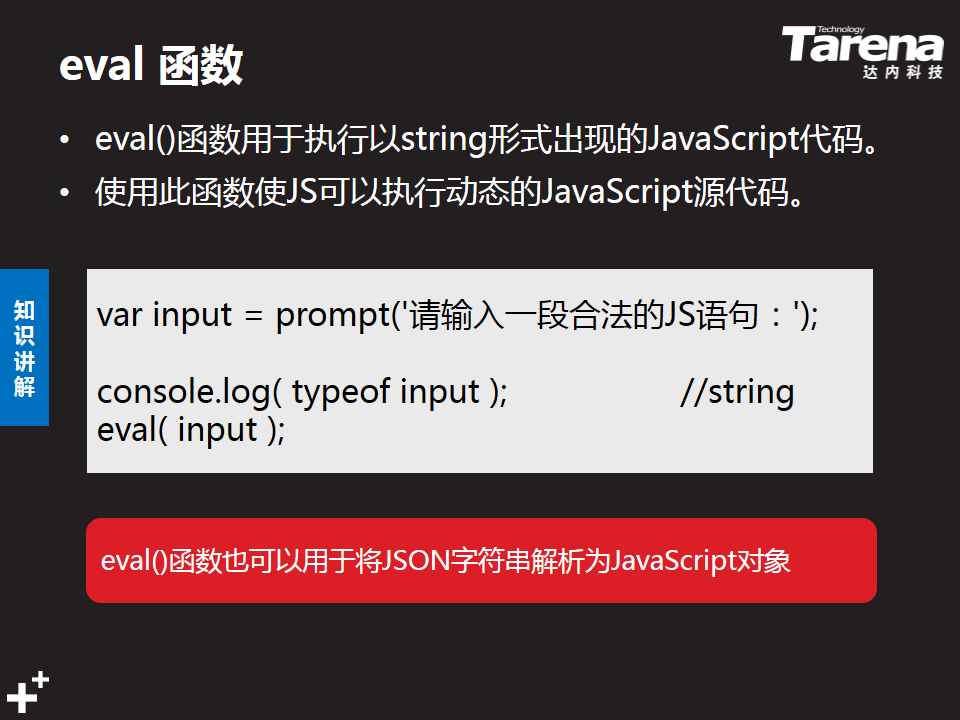 eval 函数
Technology
Tarena
达内科技
• eval()函数用于执行以string形式出现的JavaScript代码。
• 使用此函数使JS可以执行动态的JavaScript源代码。
知识讲解
var input = prompt('请输入一段合法的JS语句：');
console.log( typeof input ); //string
eval( input );
eval()函数也可以用于将JSON字符串解析为JavaScript对象